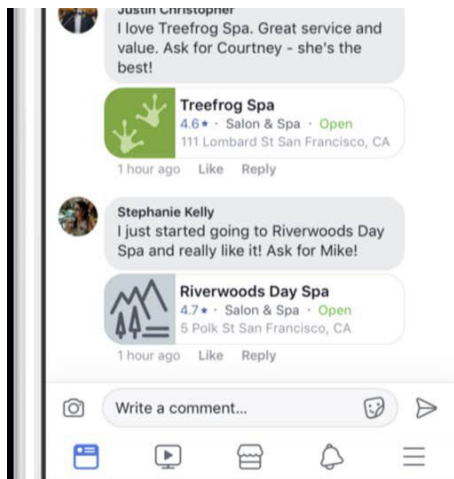 Justin Christopher
I love Treefrog Spa. Great service and
value. Ask for Courtney - she's the
best!
Treefrog Spa
4.6★ · Salon & Spa · Open
111 Lombard St San Francisco, CA
1 hour ago Like Reply
Stephanie Kelly
I just started going to Riverwoods Day
Spa and really like it! Ask for Mike!
Riverwoods Day Spa
4.7★ · Salon & Spa · Open
5 Polk St San Francisco, CA
1 hour ago Like Reply
Write a comment...